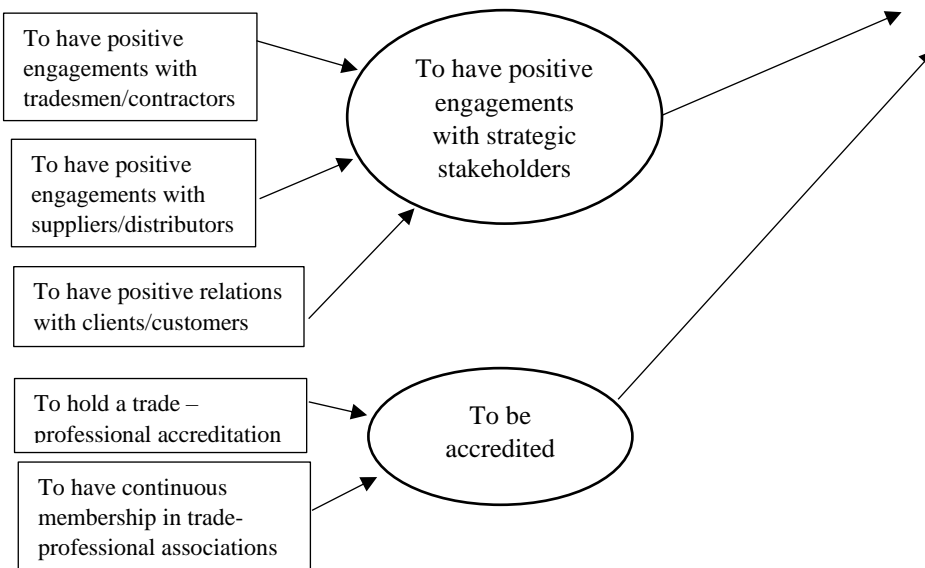 To have positive
engagements with
tradesmen/contractors
To have positive
engagements
with strategic
stakeholders
To have positive
engagements with
suppliers/distributors
To have positive relations
with clients/customers
To hold a trade –
professional accreditation
To be
accredited
To have continuous
membership in trade-
professional associations